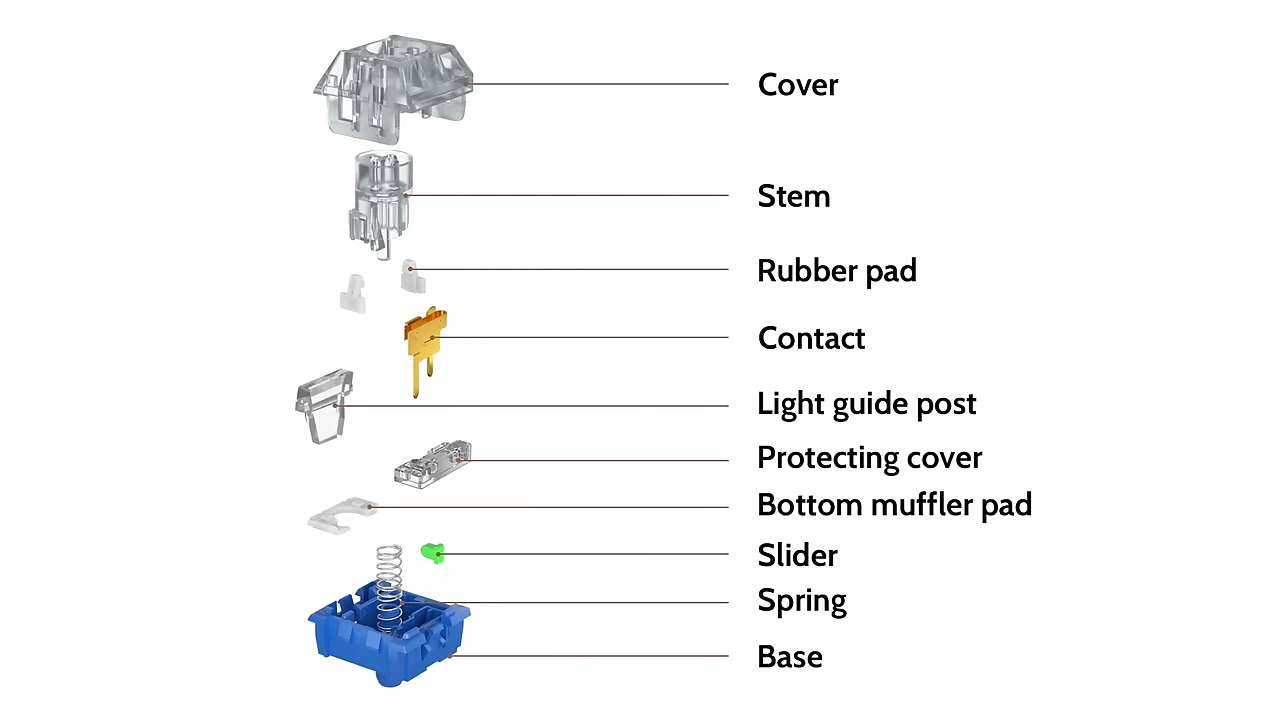 Cover
Stem
Rubber pad
Contact
Light guide post
Protecting cover
Bottom muffler pad
Slider
Spring
Base